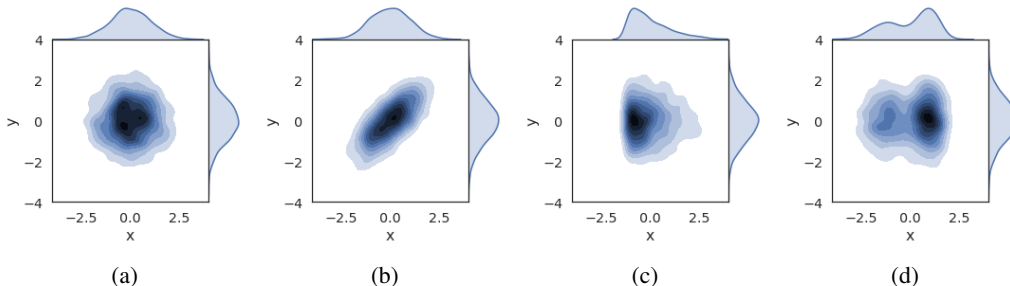 4 4 4 4
2 2 2 2
y 0 y 0 y 0 y 0
−2 −2 −2 −2
−4 −4 −4 −4
−2.5 0.0 2.5 −2.5 0.0 2.5 −2.5 0.0 2.5 −2.5 0.0 2.5
x x x x
(a) (b) (c) (d)